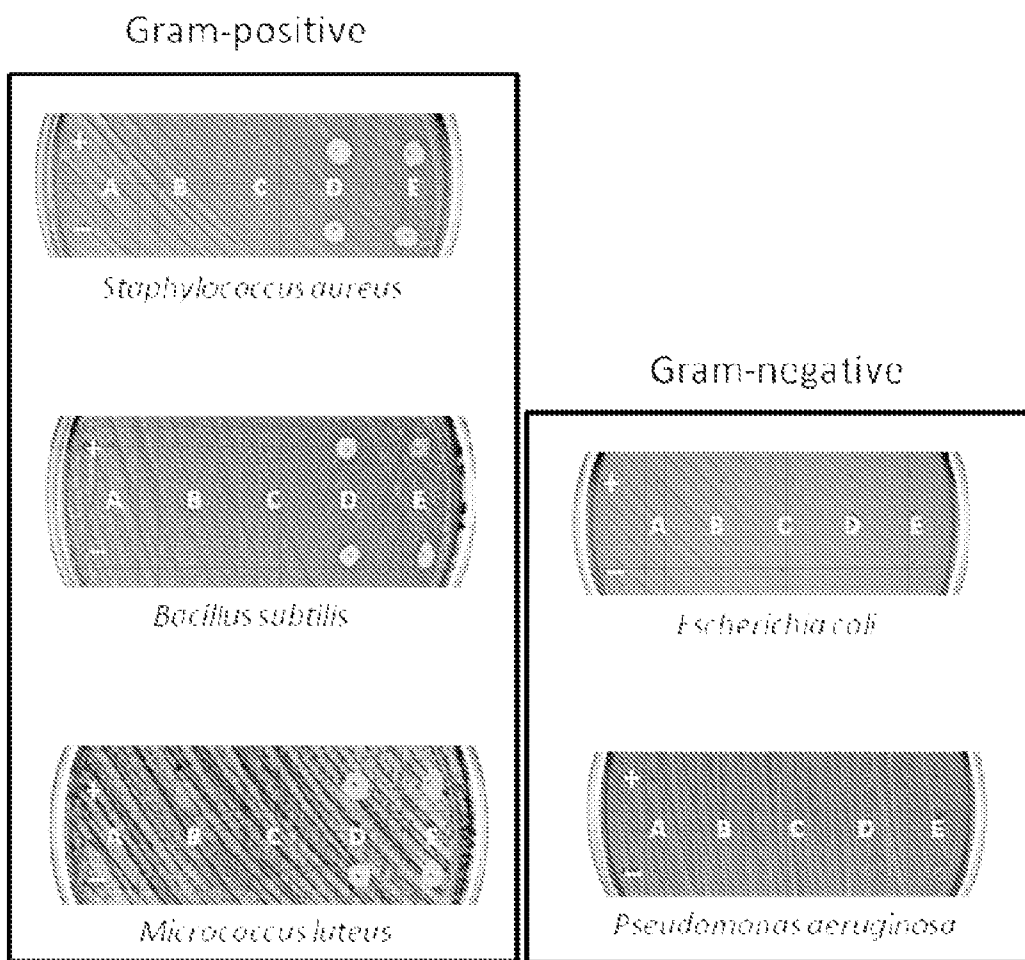 Gram-positive
+
A B C D E
−
Staphylococcus aureus
+
A B C D E
−
Bacillus subtilis
+
A B C D E
−
Micrococcus luteus
Gram-negative
+
A B C D E
−
Escherichia coli
+
A B C D E
−
Pseudomonas aeruginosa